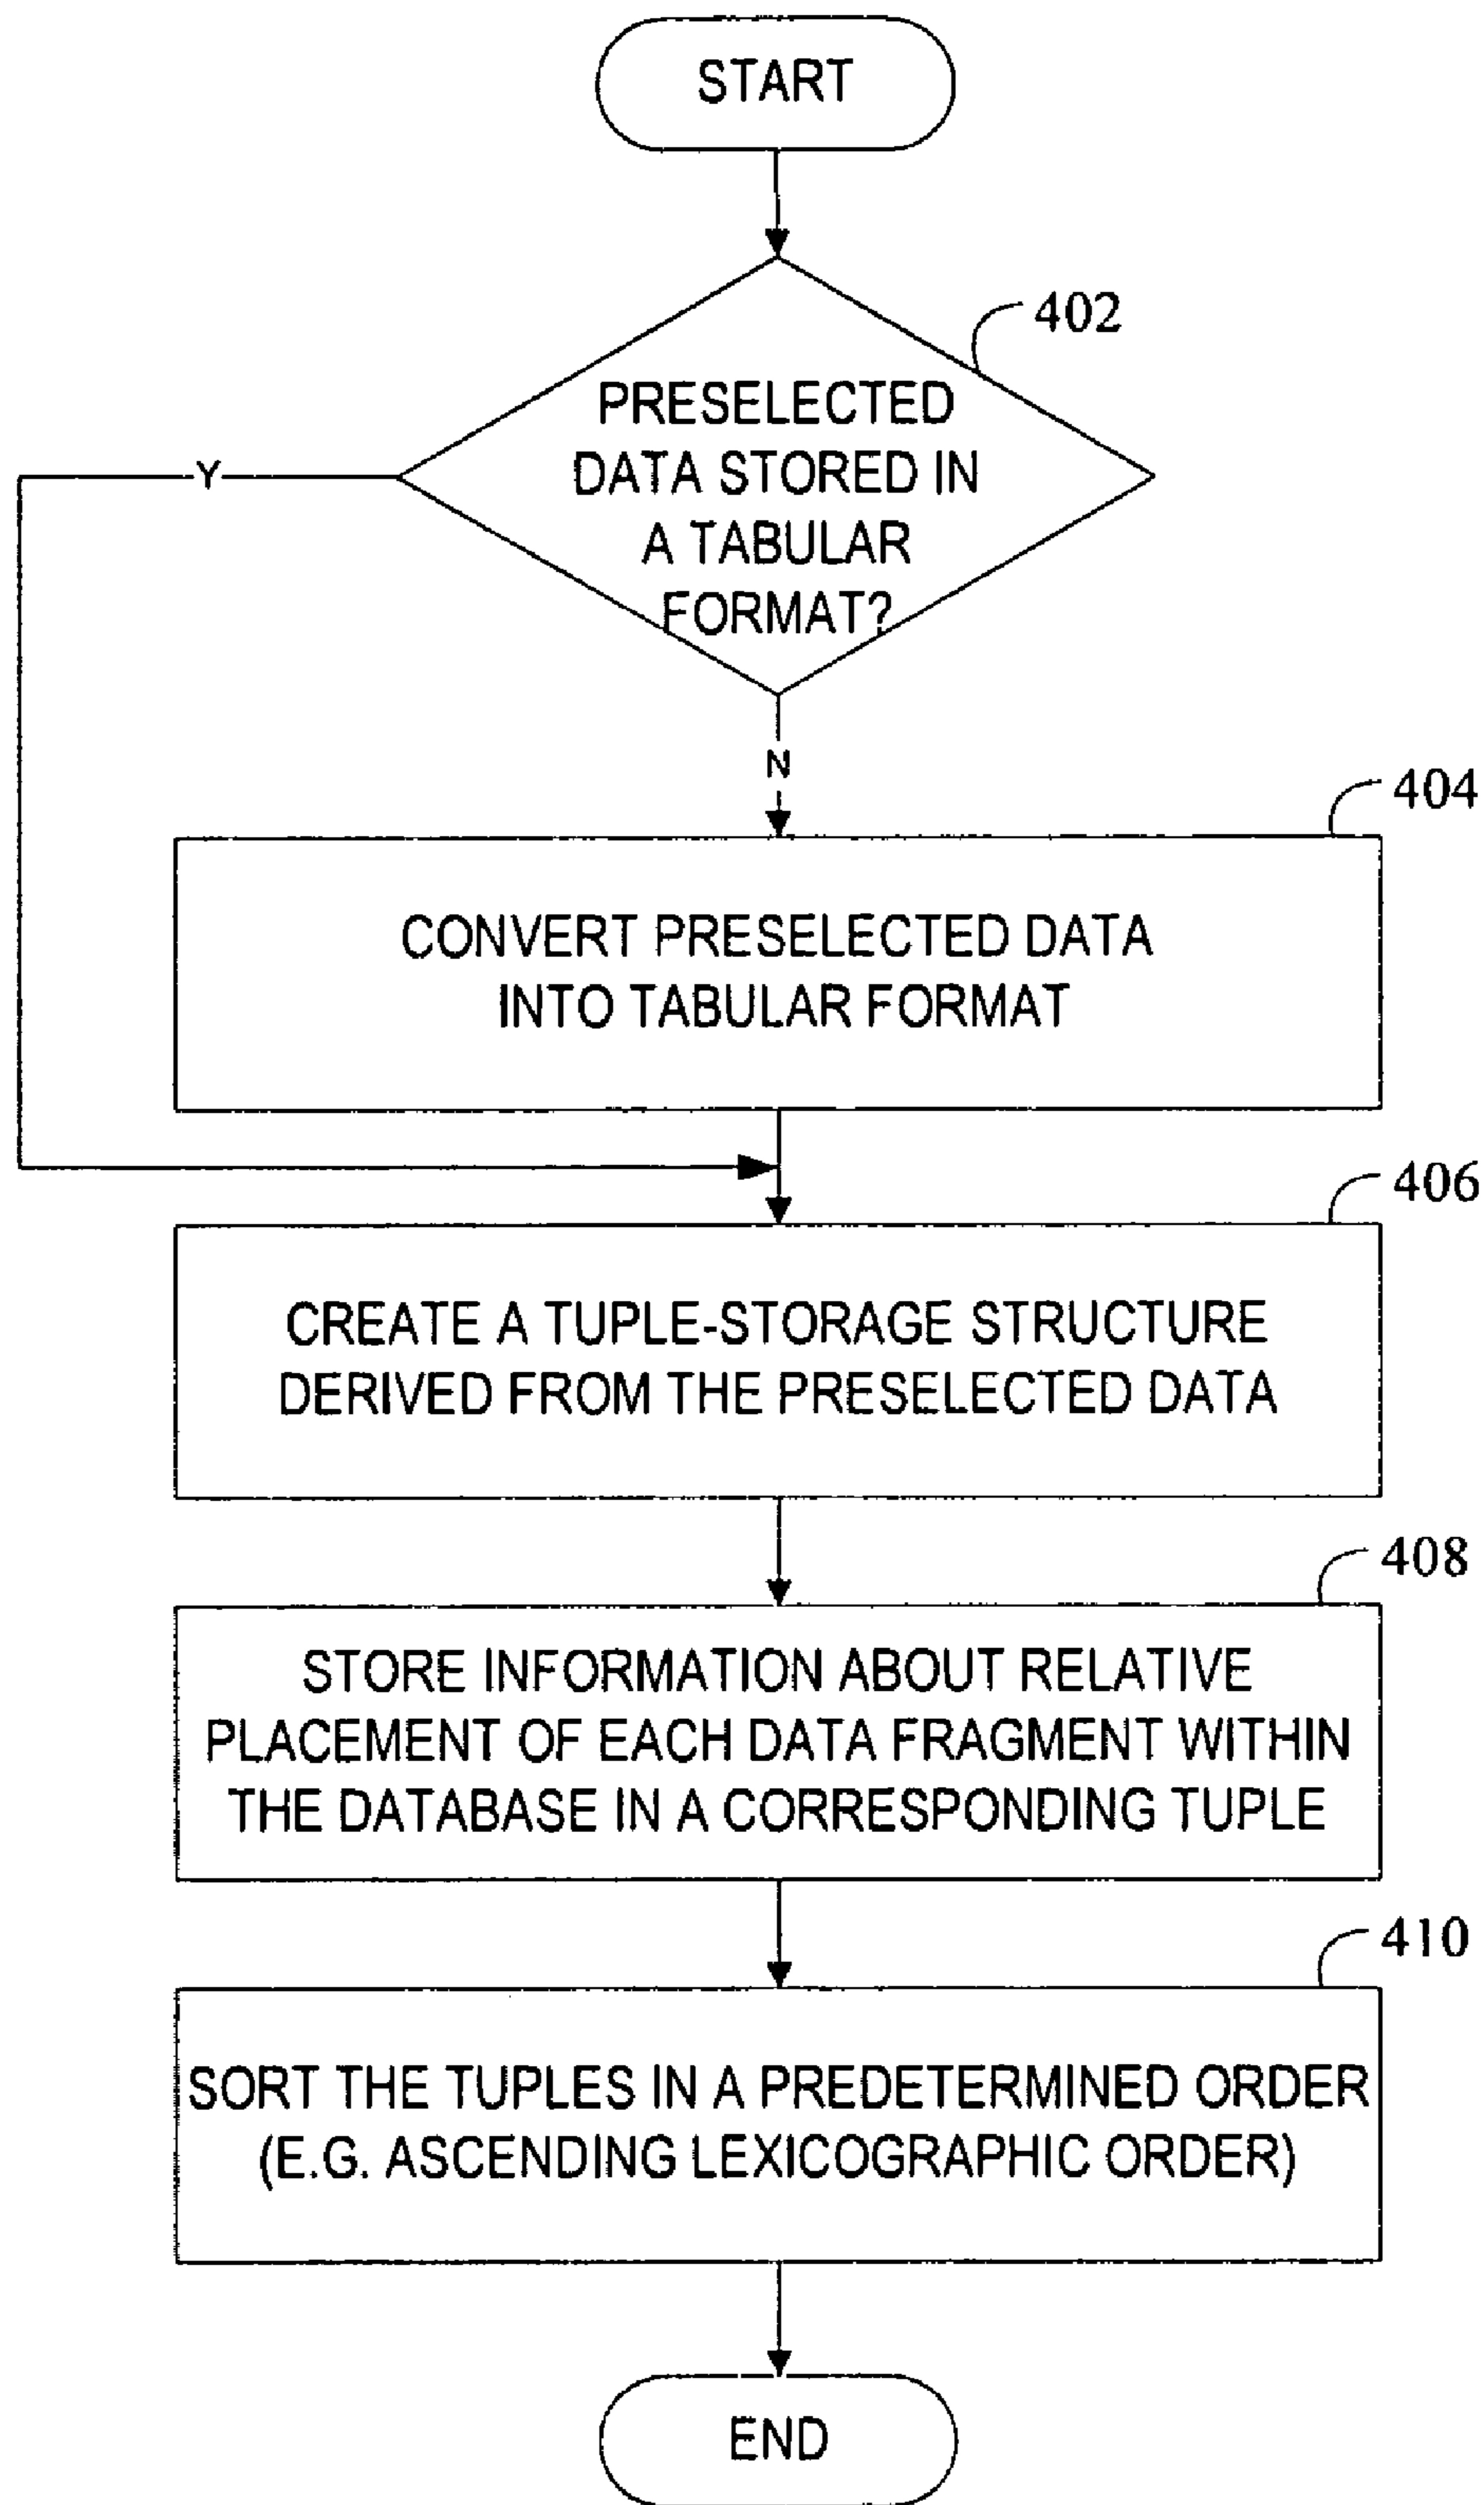 START
402
PRESELECTED
DATA STORED IN
A TABULAR
FORMAT?
Y
N
404
CONVERT PRESELECTED DATA
INTO TABULAR FORMAT
406
CREATE A TUPLE-STORAGE STRUCTURE
DERIVED FROM THE PRESELECTED DATA
408
STORE INFORMATION ABOUT RELATIVE
PLACEMENT OF EACH DATA FRAGMENT WITHIN
THE DATABASE IN A CORRESPONDING TUPLE
410
SORT THE TUPLES IN A PREDETERMINED ORDER
(E.G. ASCENDING LEXICOGRAPHIC ORDER)
END